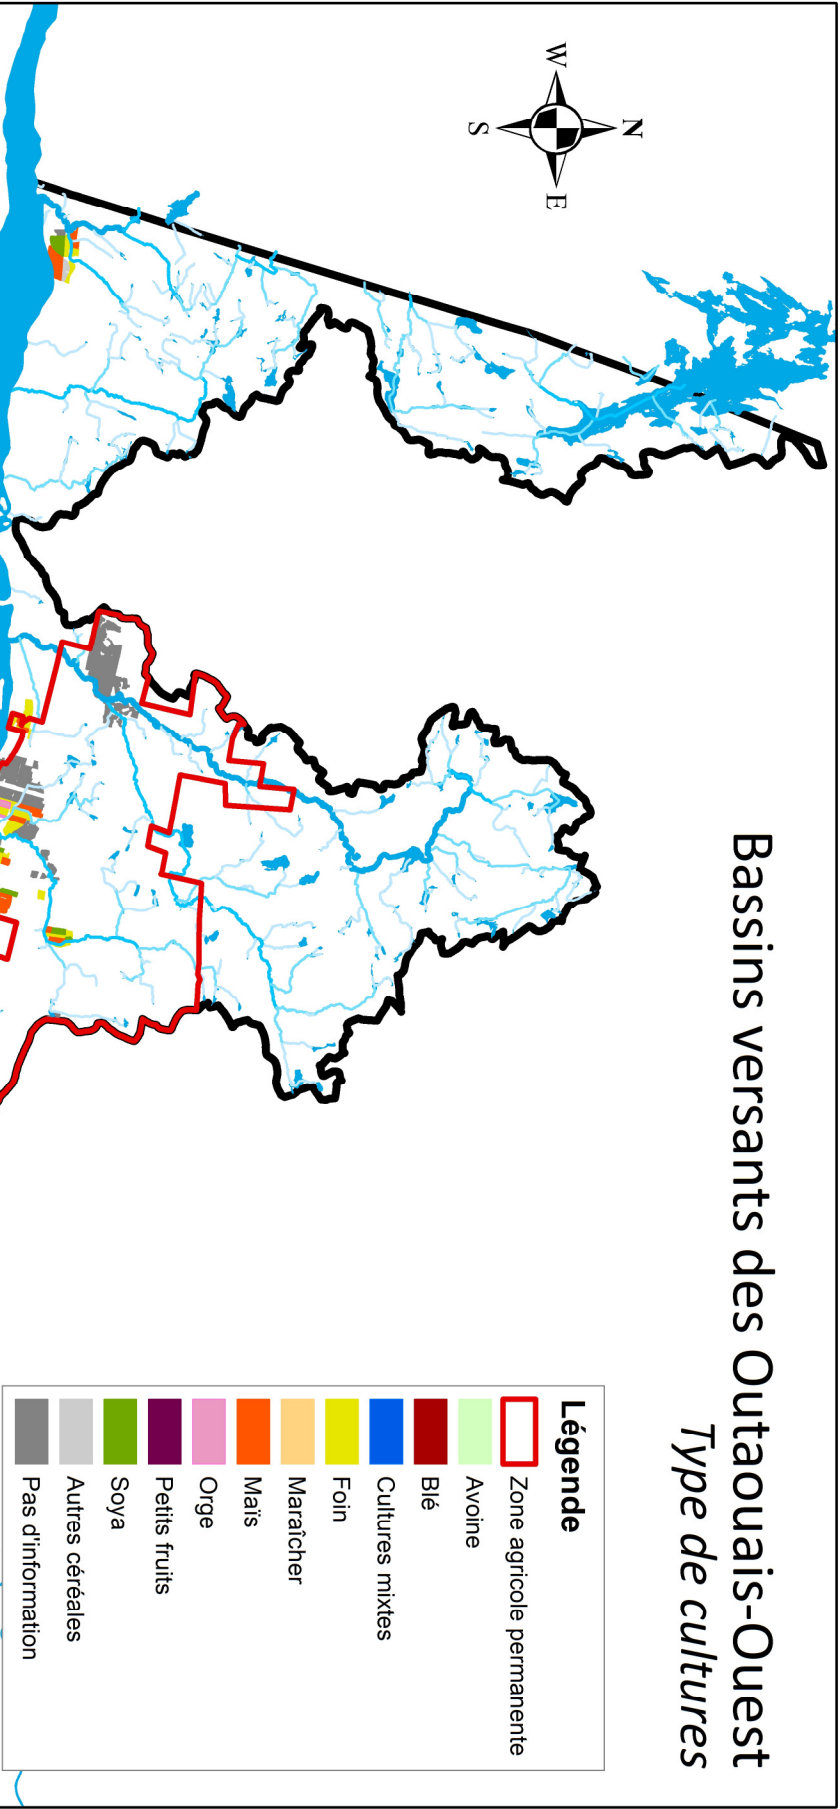 Bassins versants des Outaouais-Ouest
Type de cultures
N
W
E
S
Légende
Zone agricole permanente
Avoine
Blé
Cultures mixtes
Foin
Maraîcher
Maïs
Orge
Petits fruits
Soya
Autres céréales
Pas d'information